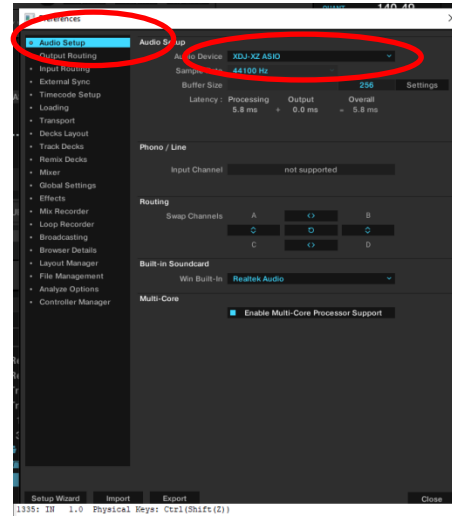 QUANT 140.49
Preferences
Audio Setup
Output Routing
Input Routing
External Sync
Timecode Setup
Loading
Transport
Decks Layout
Track Decks
Remix Decks
Mixer
Global Settings
Effects
Mix Recorder
Loop Recorder
Broadcasting
Browser Details
Layout Manager
File Management
Analyze Options
Controller Manager
Audio Setup
Audio Device XDJ-XZ ASIO
Sample Rate 44100 Hz
Buffer Size 256 Settings
Latency : Processing Output Overall
5.8 ms + 0.0 ms = 5.8 ms
Phono / Line
Input Channel not supported
Routing
Swap Channels A <> B
C <> D
Built-in Soundcard
Win Built-In Realtek Audio
Multi-Core
Enable Multi-Core Processor Support
Setup Wizard Import Export Close
1335: IN 1.0 Physical Keys: Ctrl(Shift(Z))